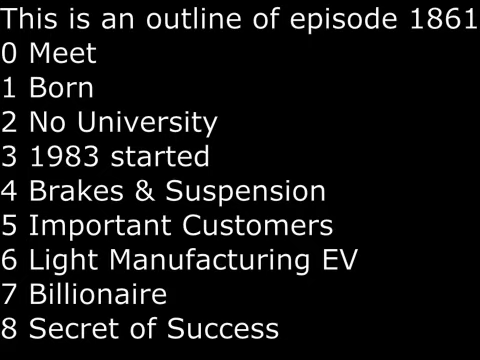 This is an outline of episode 1861
0 Meet
1 Born
2 No University
3 1983 started
4 Brakes & Suspension
5 Important Customers
6 Light Manufacturing EV
7 Billionaire
8 Secret of Success